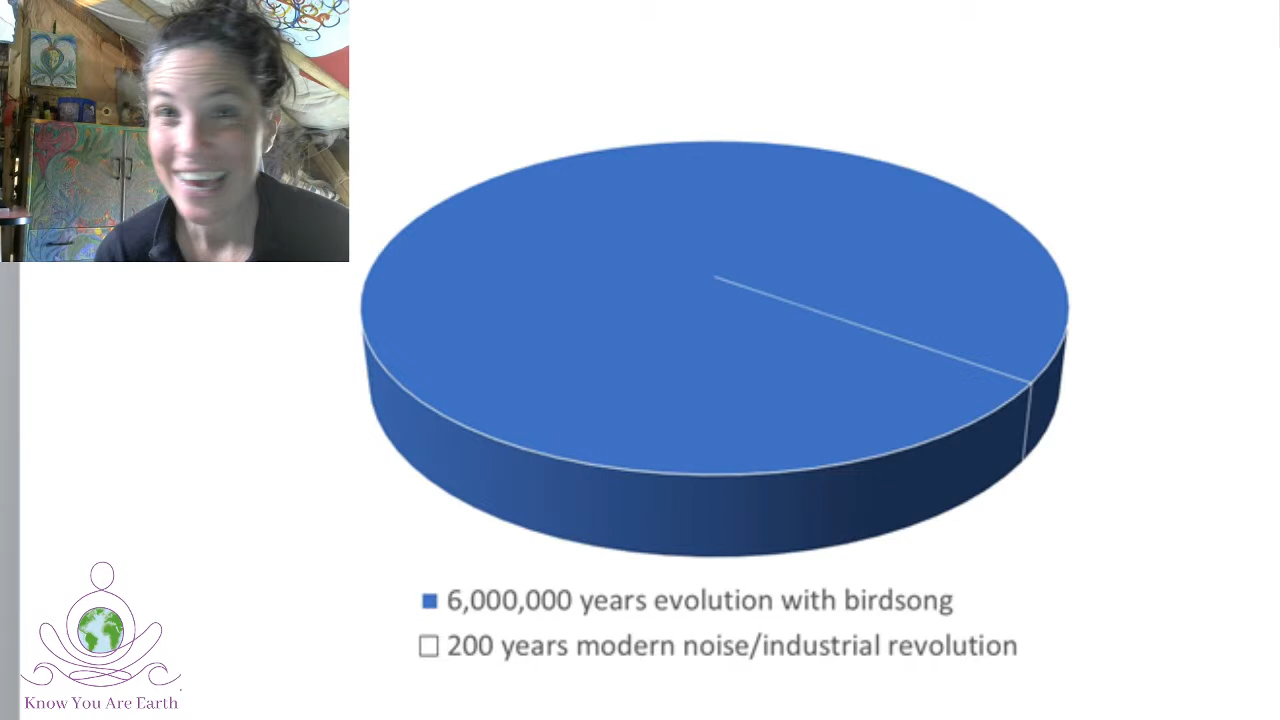 6,000,000 years evolution with birdsong
200 years modern noise/industrial revolution
Know You Are Earth